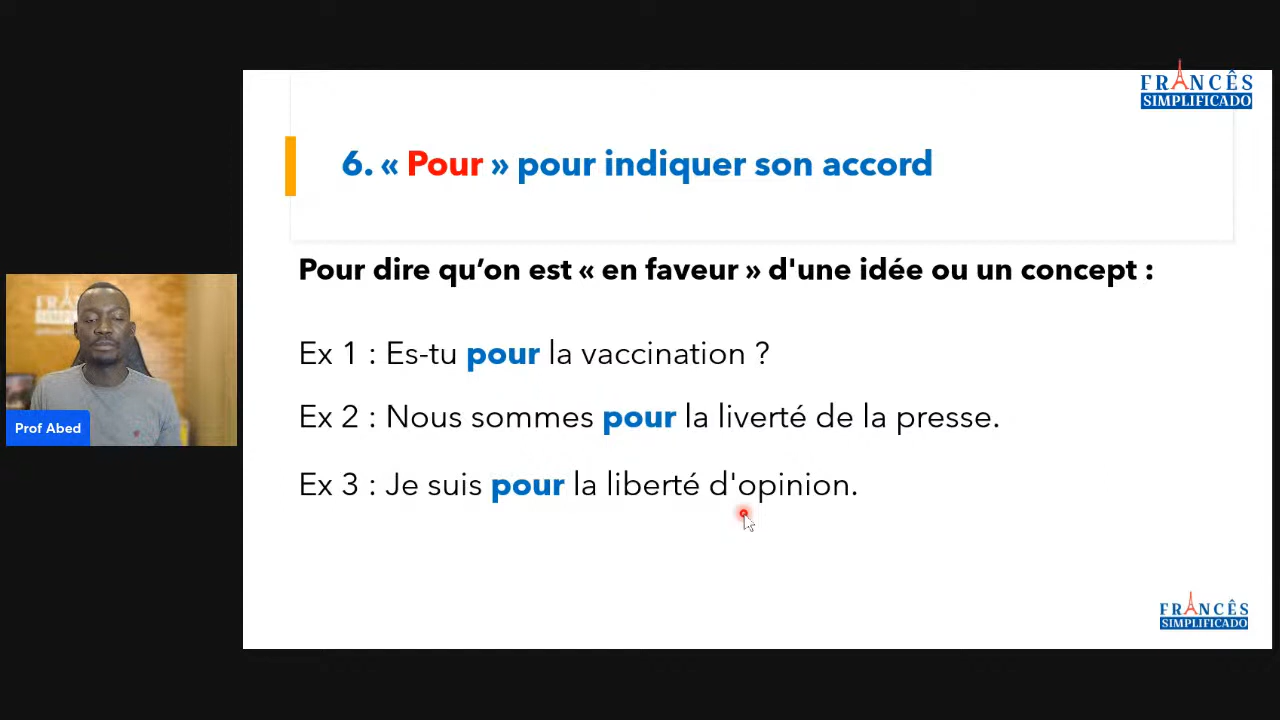 FRANCÊS
SIMPLIFICADO
6. « Pour » pour indiquer son accord
Pour dire qu’on est « en faveur » d'une idée ou un concept :
Ex 1 : Es-tu pour la vaccination ?
Ex 2 : Nous sommes pour la liverté de la presse.
Ex 3 : Je suis pour la liberté d'opinion.
Prof Abed
FRANCÊS
SIMPLIFICADO